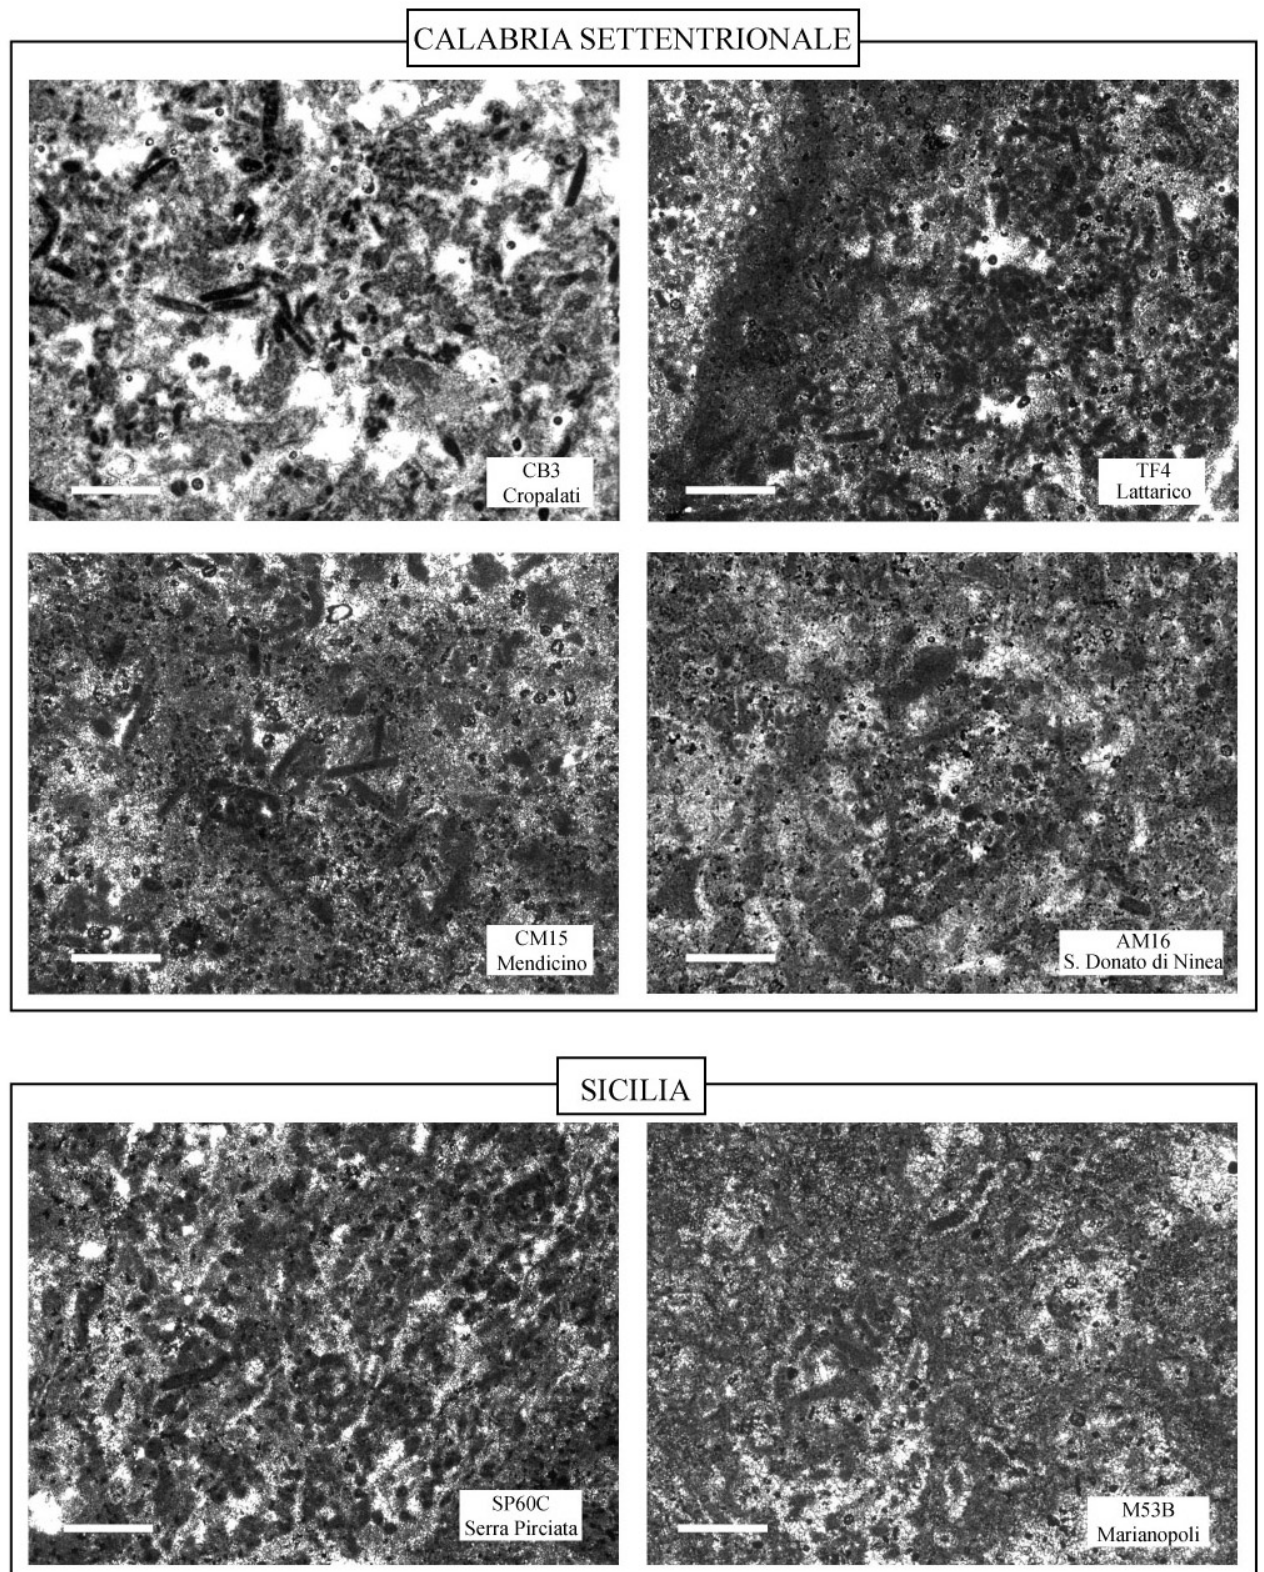 CALABRIA SETTENTRIONALE
CB3
Cropalati
TF4
Lattarico
CM15
Mendicino
AM16
S. Donato di Ninea
SICILIA
SP60C
Serra Pirciata
M53B
Marianopoli